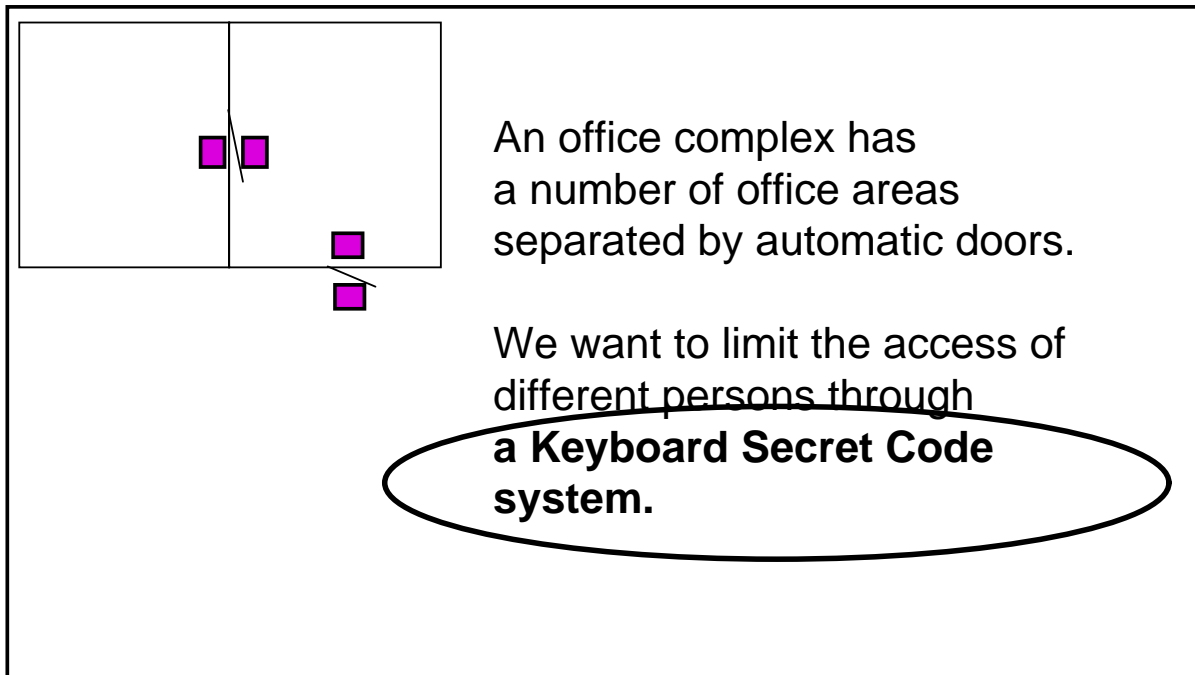 An office complex has
a number of office areas
separated by automatic doors.
We want to limit the access of
different persons through
a Keyboard Secret Code
system.